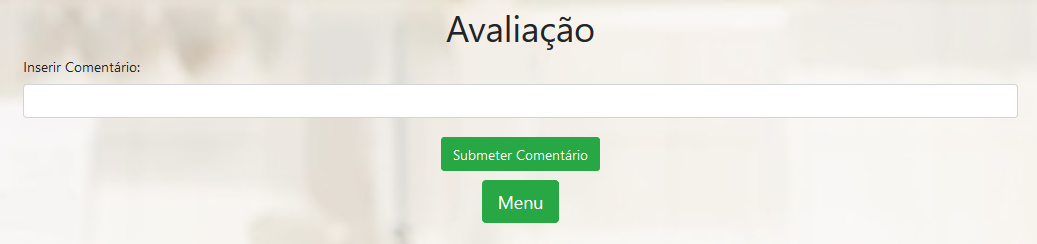 Avaliação
Inserir Comentário:
Submeter Comentário
Menu